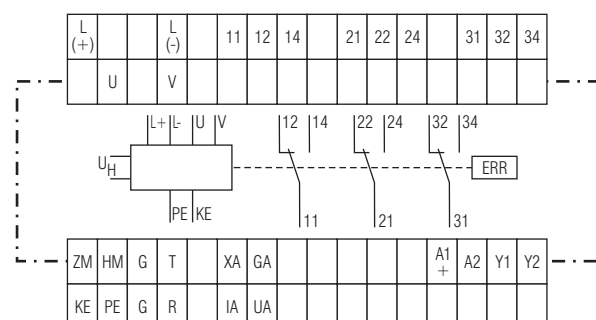 L (+) L (-) 11 12 14 21 22 24 31 32 34
U V
L+ L- U V 12 14 22 24 32 34
UH ERR
PE KE 11 21 31
ZM HM G T XA GA A1 + A2 Y1 Y2
KE PE G R IA UA